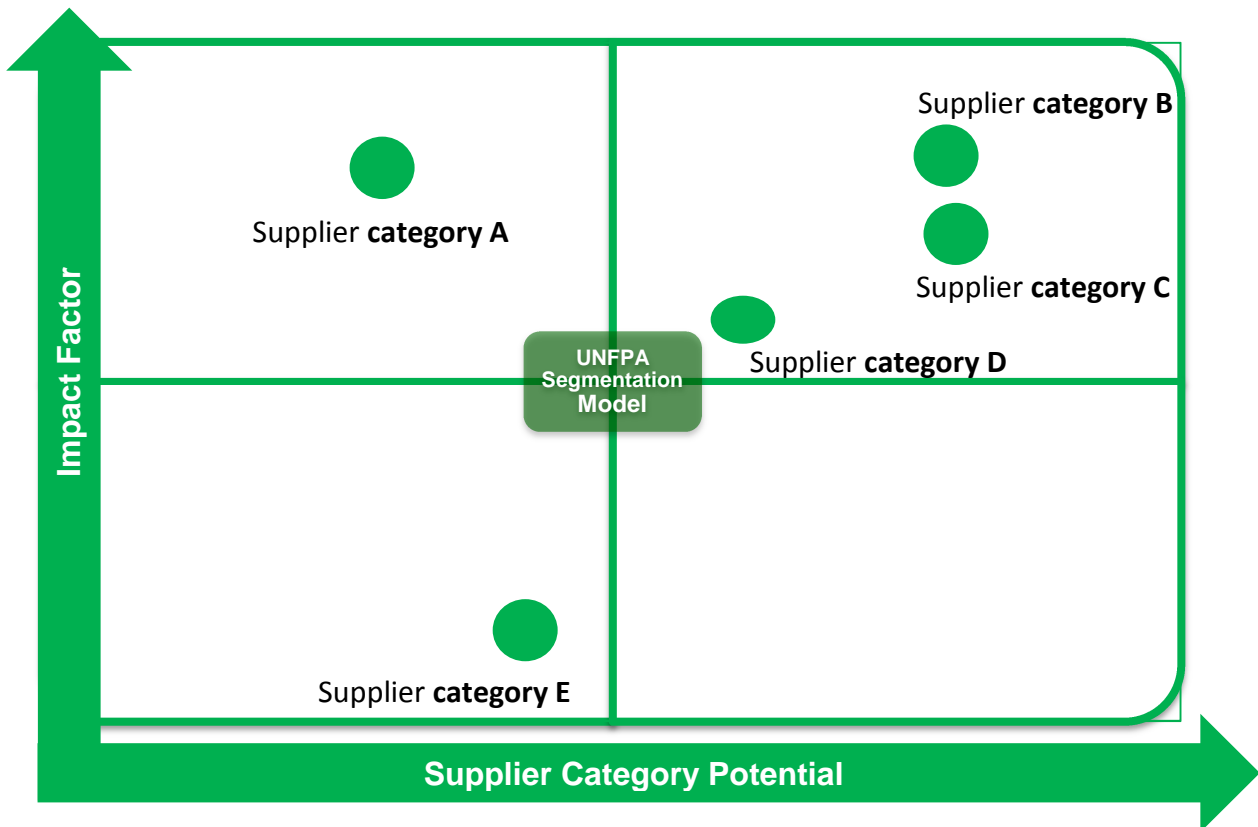 Supplier category B
Supplier category A
Supplier category C
Supplier category D
UNFPA
Segmentation
Model
Impact Factor
Supplier category E
Supplier Category Potential